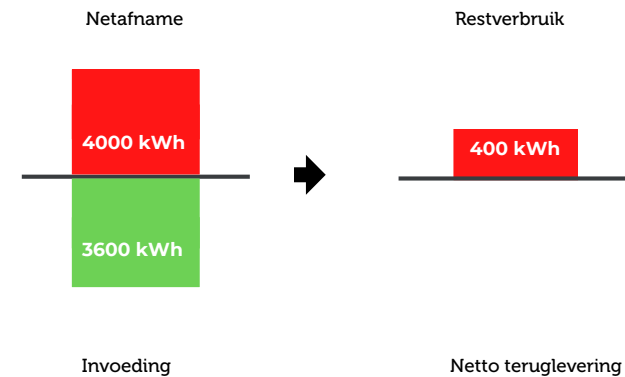 Netafname
Restverbruik
4000 kWh
400 kWh
3600 kWh
Invoeding
Netto teruglevering